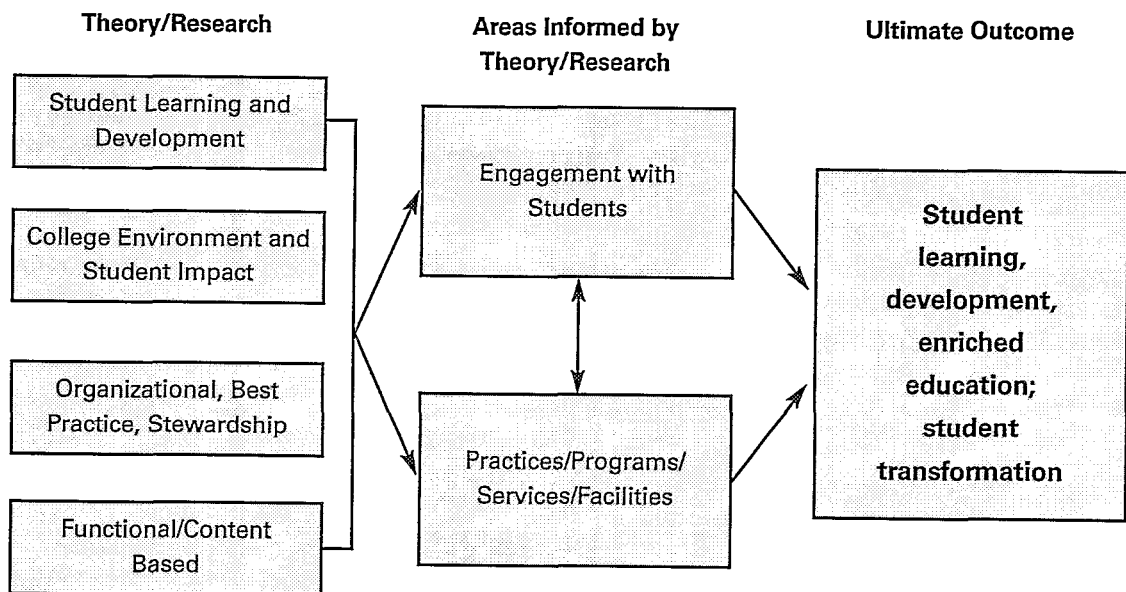 Theory/Research
Areas Informed by
Theory/Research
Ultimate Outcome
Student Learning and
Development
College Environment and
Student Impact
Organizational, Best
Practice, Stewardship
Functional/Content
Based
Engagement with
Students
Practices/Programs/
Services/Facilities
Student
learning,
development,
enriched
education;
student
transformation